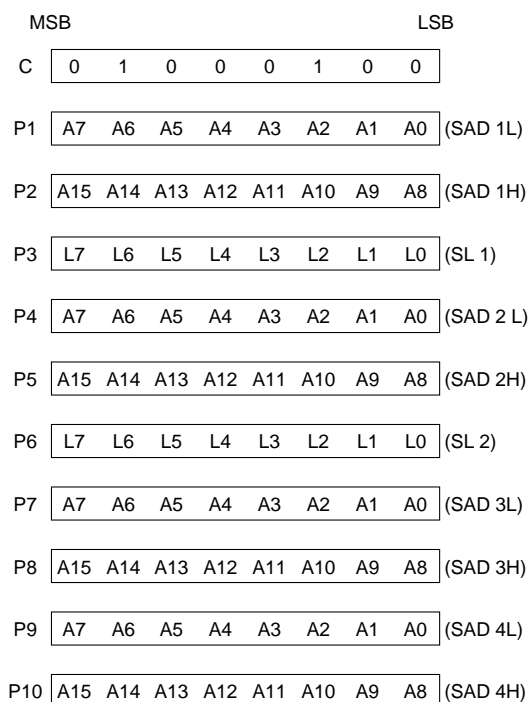 MSB LSB
C 0 1 0 0 0 1 0 0
P1 A7 A6 A5 A4 A3 A2 A1 A0 (SAD 1L)
P2 A15 A14 A13 A12 A11 A10 A9 A8 (SAD 1H)
P3 L7 L6 L5 L4 L3 L2 L1 L0 (SL 1)
P4 A7 A6 A5 A4 A3 A2 A1 A0 (SAD 2 L)
P5 A15 A14 A13 A12 A11 A10 A9 A8 (SAD 2H)
P6 L7 L6 L5 L4 L3 L2 L1 L0 (SL 2)
P7 A7 A6 A5 A4 A3 A2 A1 A0 (SAD 3L)
P8 A15 A14 A13 A12 A11 A10 A9 A8 (SAD 3H)
P9 A7 A6 A5 A4 A3 A2 A1 A0 (SAD 4L)
P10 A15 A14 A13 A12 A11 A10 A9 A8 (SAD 4H)